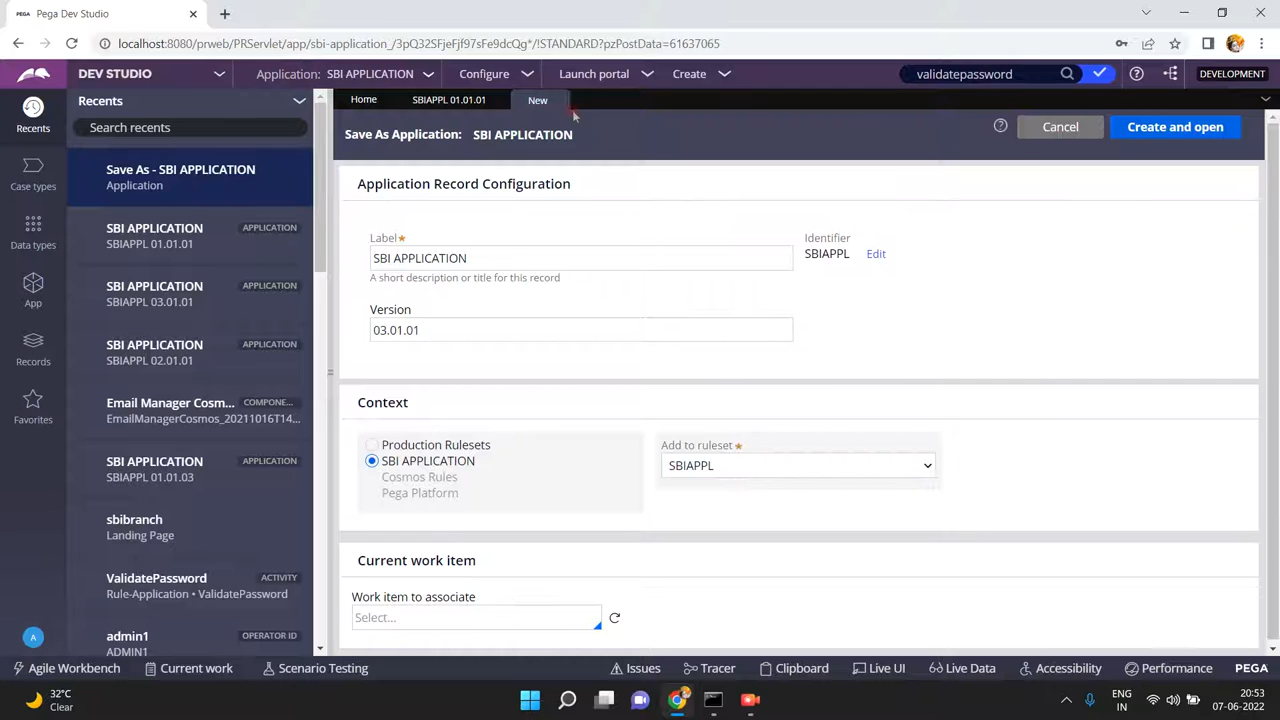 Pega Dev Studio
localhost:8080/prweb/PRServlet/app/sbi-application_/3pQ32SFjeFjf97sFe9dcQg*/!STANDARD?pzPostData=61637065
DEV STUDIO
Application: SBI APPLICATION
Configure
Launch portal
Create
validatepassword
DEVELOPMENT
Recents
Case types
Data types
App
Records
Favorites
A
Recents
Search recents
Save As - SBI APPLICATION
Application
SBI APPLICATION APPLICATION
SBIAPPL 01.01.01
SBI APPLICATION APPLICATION
SBIAPPL 03.01.01
SBI APPLICATION APPLICATION
SBIAPPL 02.01.01
Email Manager Cosm... COMPONE...
EmailManagerCosmos_20211016T14...
SBI APPLICATION APPLICATION
SBIAPPL 01.01.03
sbibranch
Landing Page
ValidatePassword ACTIVITY
Rule-Application • ValidatePassword
admin1 OPERATOR ID
ADMIN1
Home
SBIAPPL 01.01.01
New
Save As Application: SBI APPLICATION
Cancel
Create and open
Application Record Configuration
Label★
SBI APPLICATION
A short description or title for this record
Identifier
SBIAPPL Edit
Version
03.01.01
Context
Production Rulesets
SBI APPLICATION
Cosmos Rules
Pega Platform
Add to ruleset ★
SBIAPPL
Current work item
Work item to associate
Select...
Agile Workbench
Current work
Scenario Testing
Issues
Tracer
Clipboard
Live UI
Live Data
Accessibility
Performance
PEGA
32°C
Clear
ENG
IN
20:53
07-06-2022